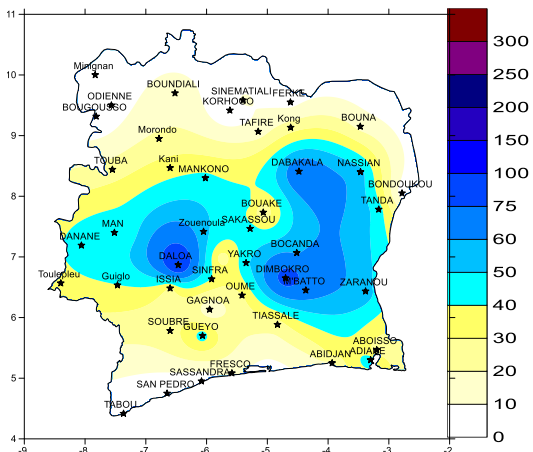 11
Minignan
10
BOUNDIALI
ODIENNE
SINEMATIALI
FERKE
KORHOGO
BOUGOUSSO
TAFIRE
Kong
BOUNA
9
Morondo
TOUBA
Kani
MANKONO
DABAKALA
NASSIAN
BONDOUKOU
8
TANDA
BOUAKE
MAN
Zouenoula
SAKASSOU
DANANE
BOCANDA
7
DALOA
YAKRO
Toulepleu
Guiglo
SINFRA
DIMBOKRO
ISSIA
M'BATTO
ZARANOU
OUME
GAGNOA
6
SOUBRE
TIASSALE
GUEYO
ABOISSO
ABIDJAN
ADIAKE
FRESCO
5
SASSANDRA
SAN PEDRO
TABOU
4
-9
-8
-7
-6
-5
-4
-3
-2
300
250
200
150
100
75
60
50
40
30
20
10
0